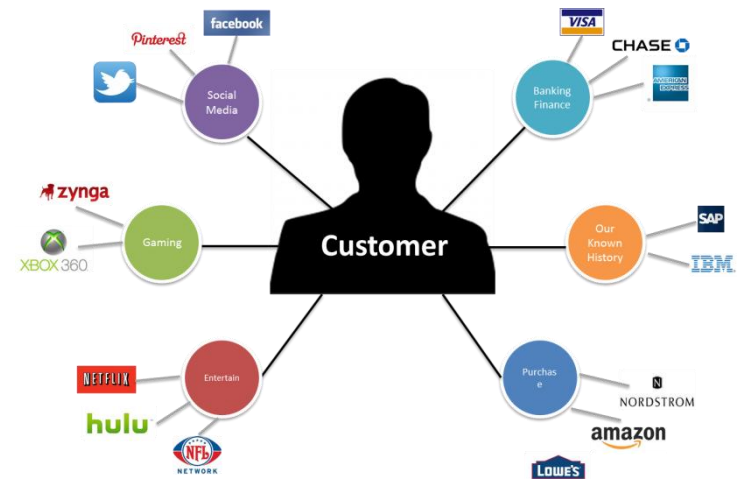 facebook
Pinterest
Social
Media
VISA
CHASE
AMERICAN
EXPRESS
Banking
Finance
zynga
XBOX 360
Gaming
Customer
Our
Known
History
SAP
IBM
NETFLIX
hulu
NFL
NETWORK
Entertain
Purchas
e
N
NORDSTROM
amazon
LOWE'S